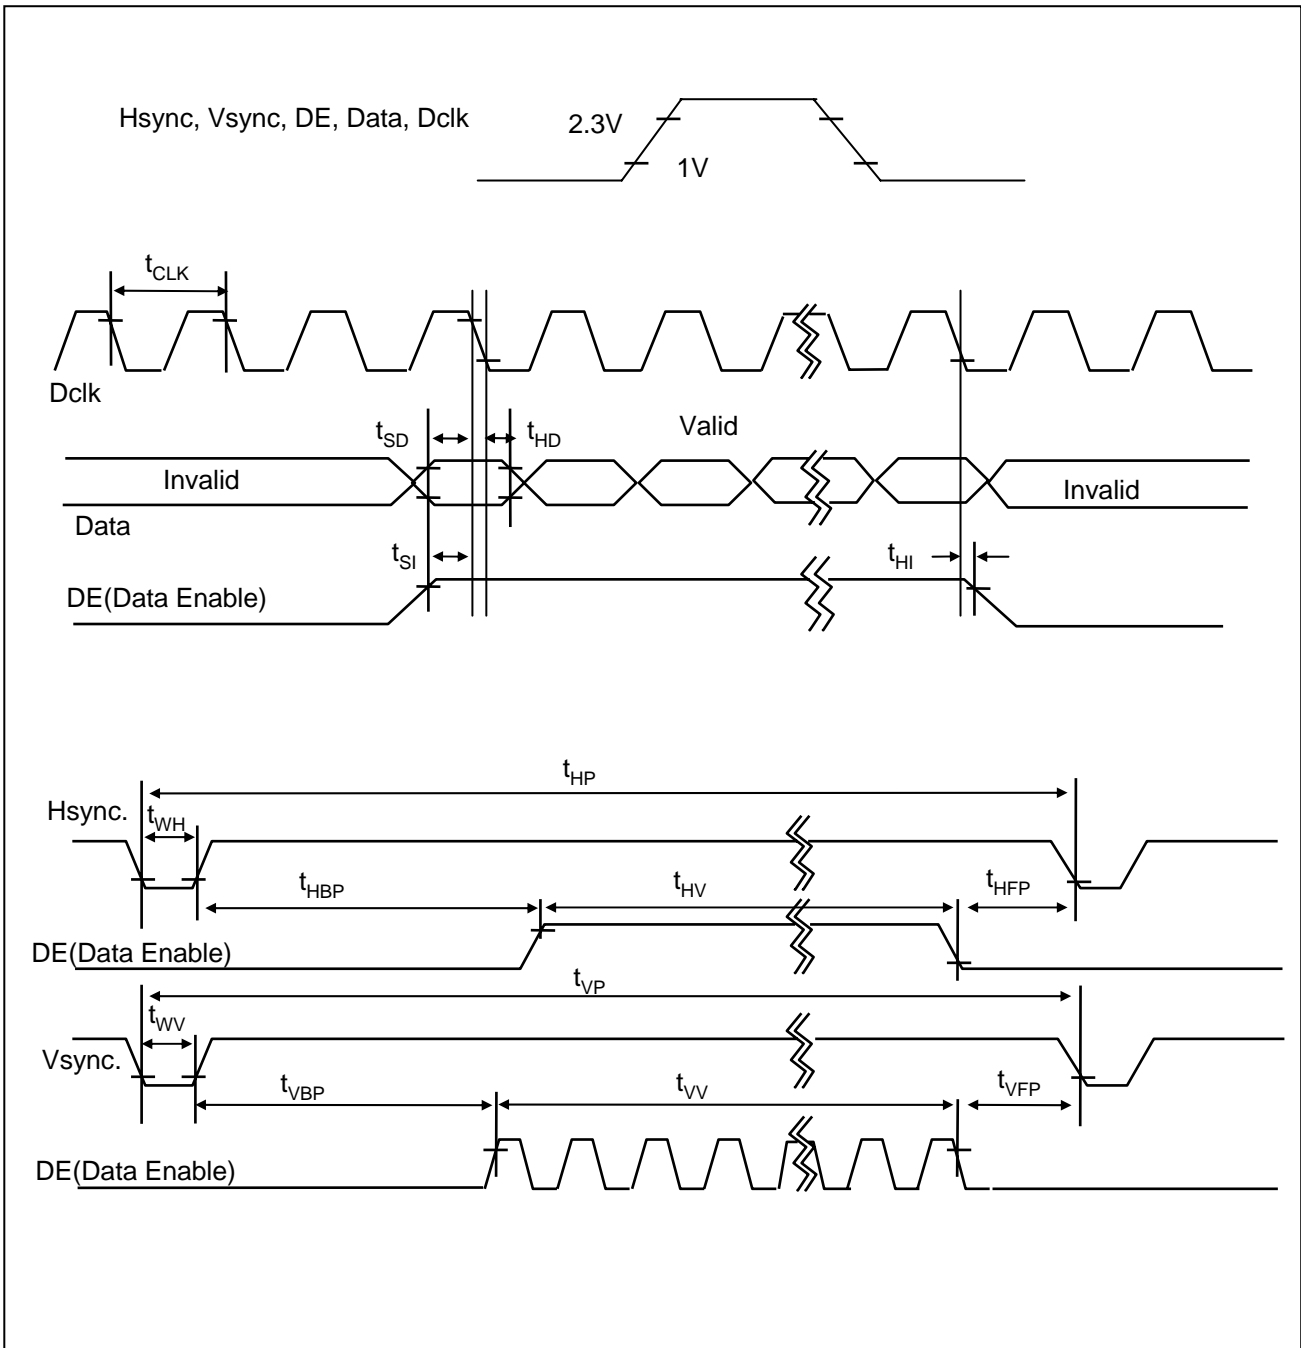 Hsync, Vsync, DE, Data, Dclk
2.3V
1V
tCLK
Dclk
tSD
tHD
Valid
Invalid
Invalid
Data
tSI
tHI
DE(Data Enable)
tHP
Hsync.
tWH
tHBP
tHV
tHFP
DE(Data Enable)
tVP
tWV
Vsync.
tVBP
tVV
tVFP
DE(Data Enable)